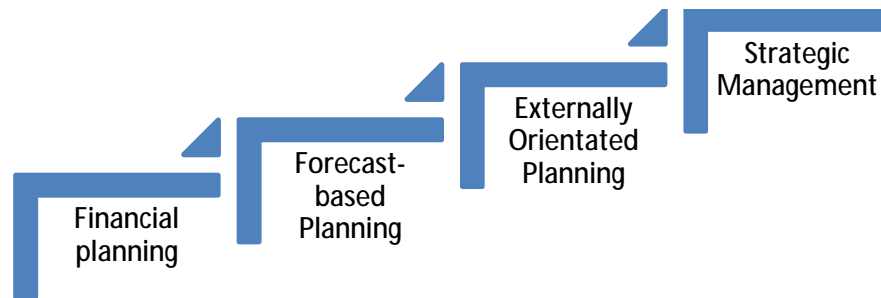 Financial
planning
Forecast-
based
Planning
Externally
Orientated
Planning
Strategic
Management